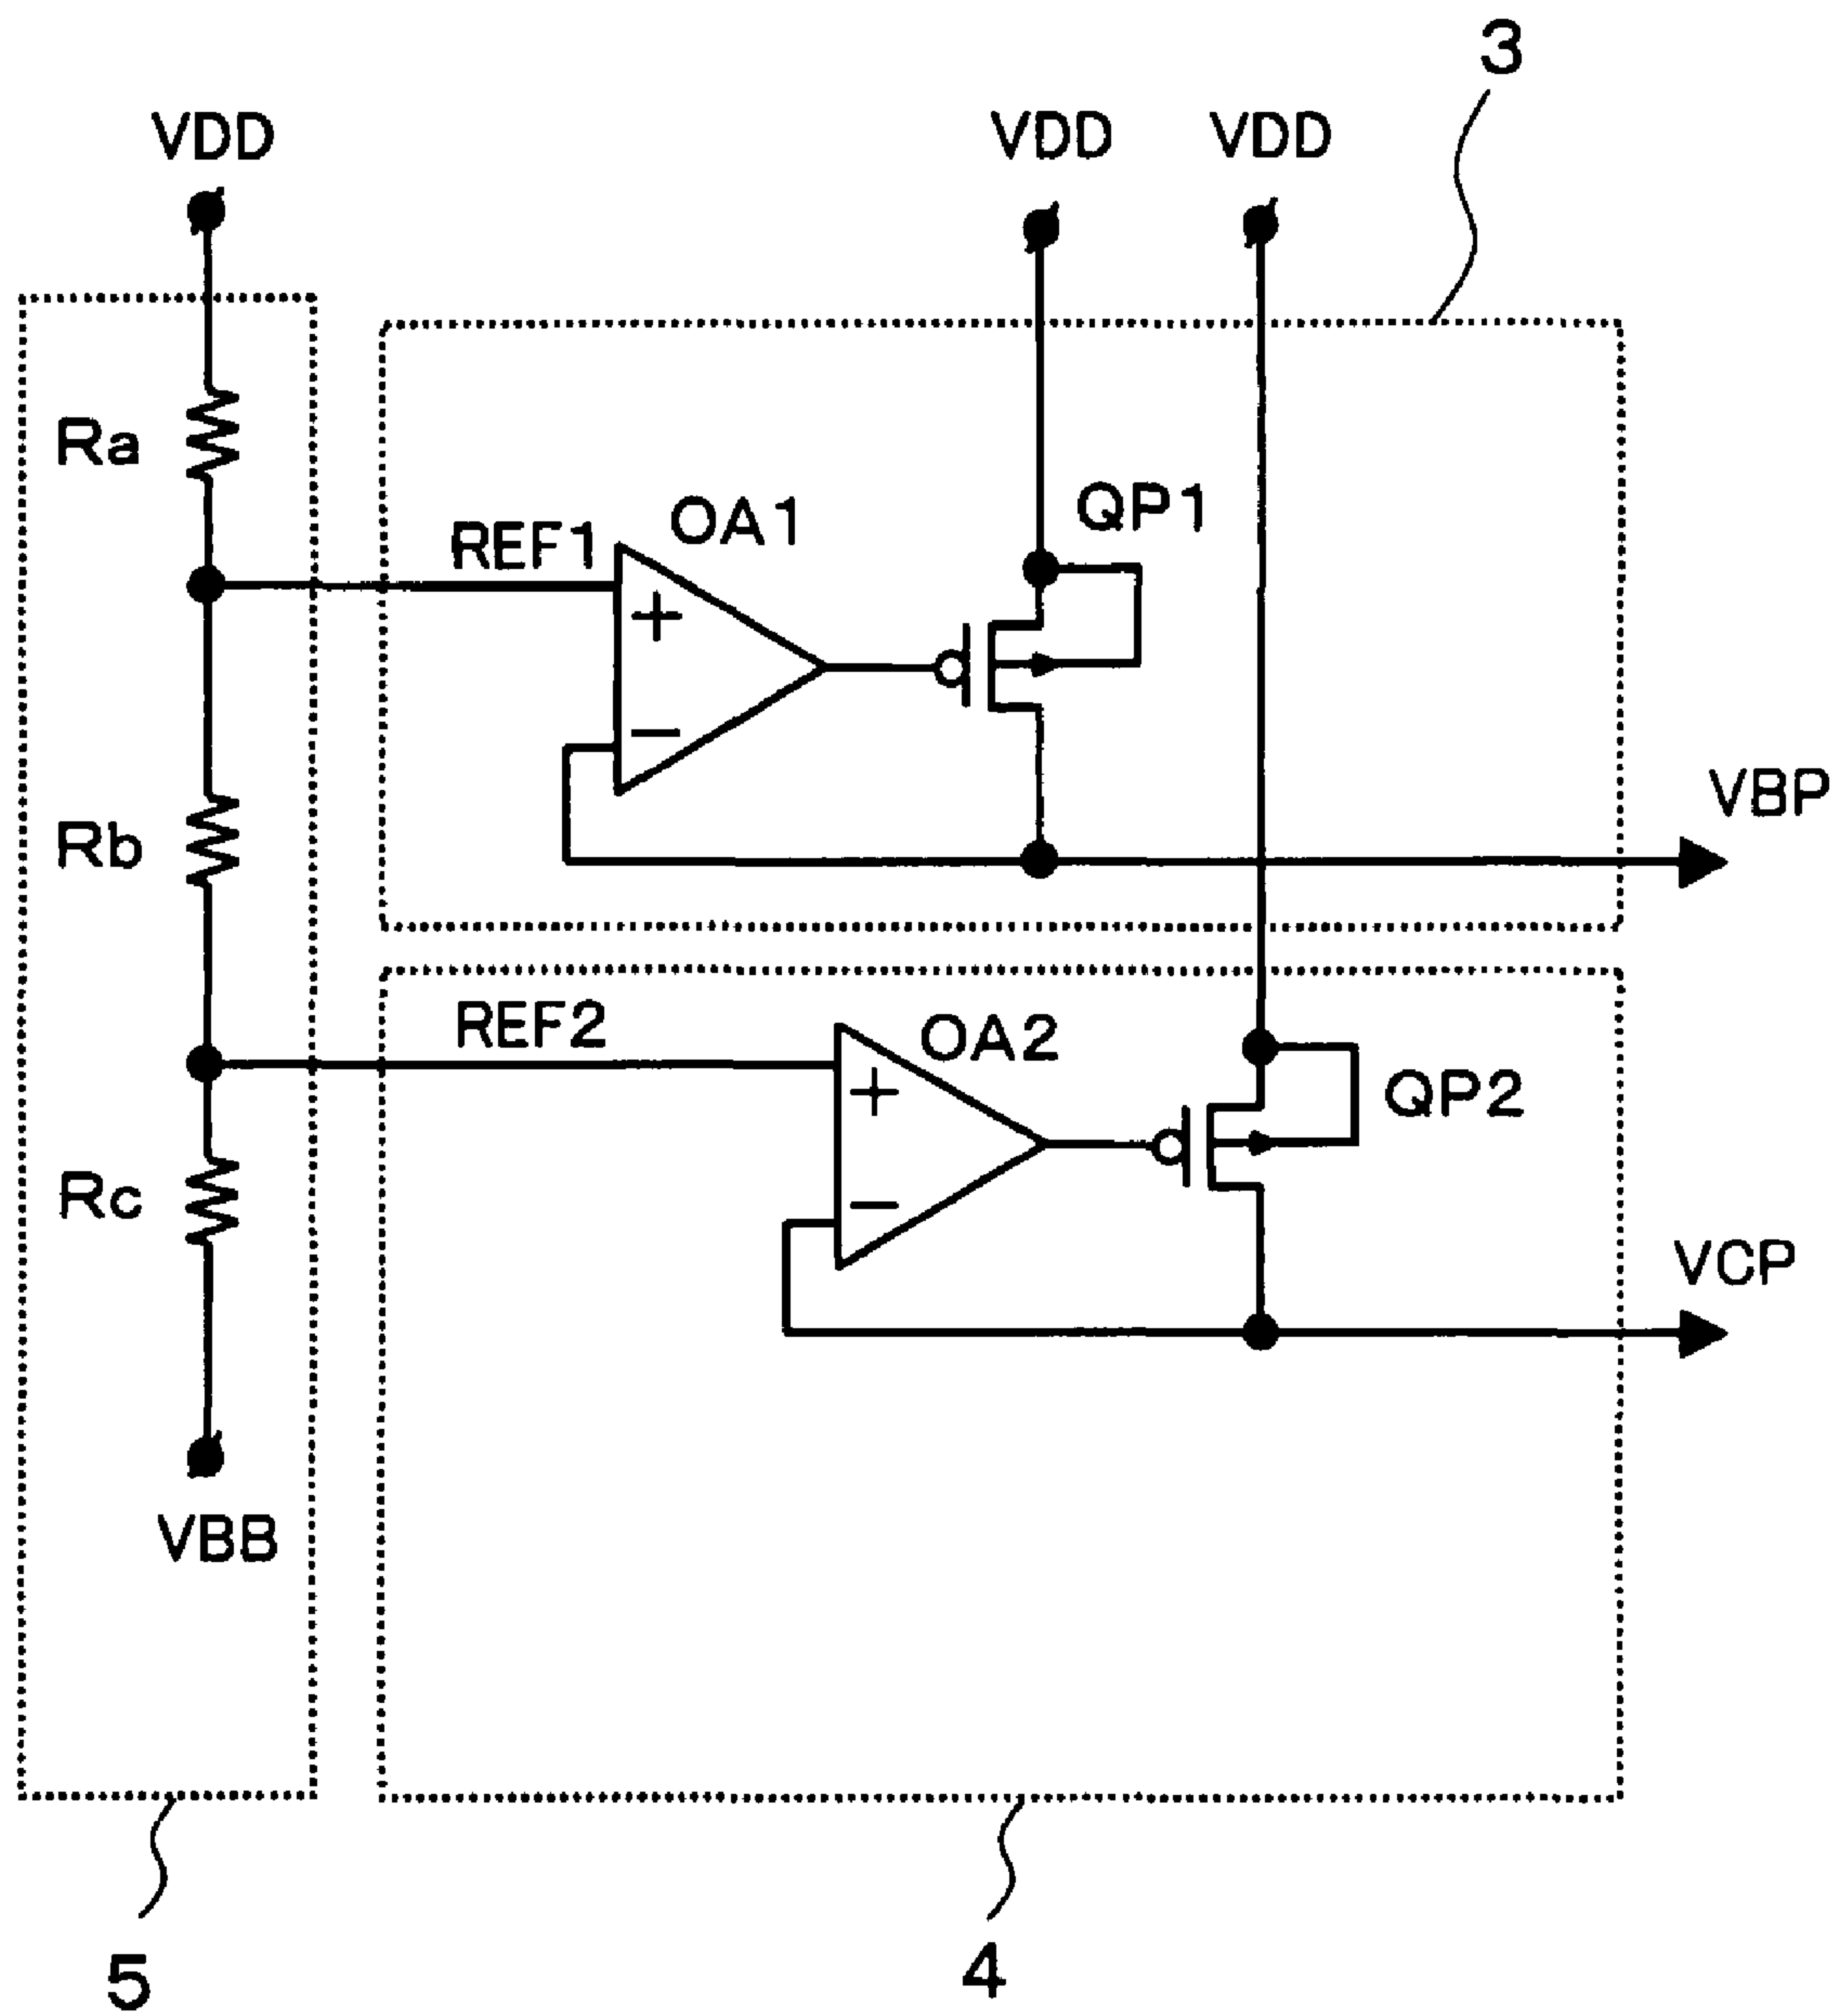 3
VDD
VDD
VDD
Ra
REF1
OA1
QP1
+
−
Rb
VBP
REF2
OA2
QP2
+
−
Rc
VCP
VBB
5
4